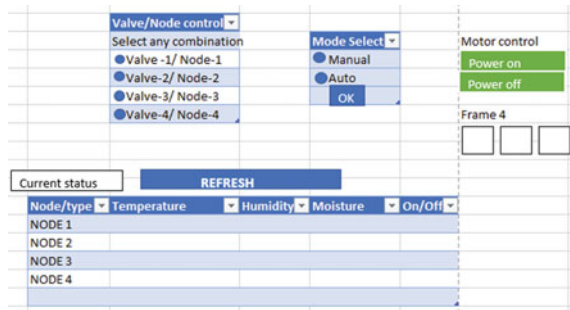 Valve/Node control
Select any combination
Valve -1/ Node-1
Valve-2/ Node-2
Valve-3/ Node-3
Valve-4/ Node-4
Mode Select
Manual
Auto
OK
Motor control
Power on
Power off
Frame 4
Current status
REFRESH
Node/type Temperature Humidity Moisture On/Off
NODE 1
NODE 2
NODE 3
NODE 4